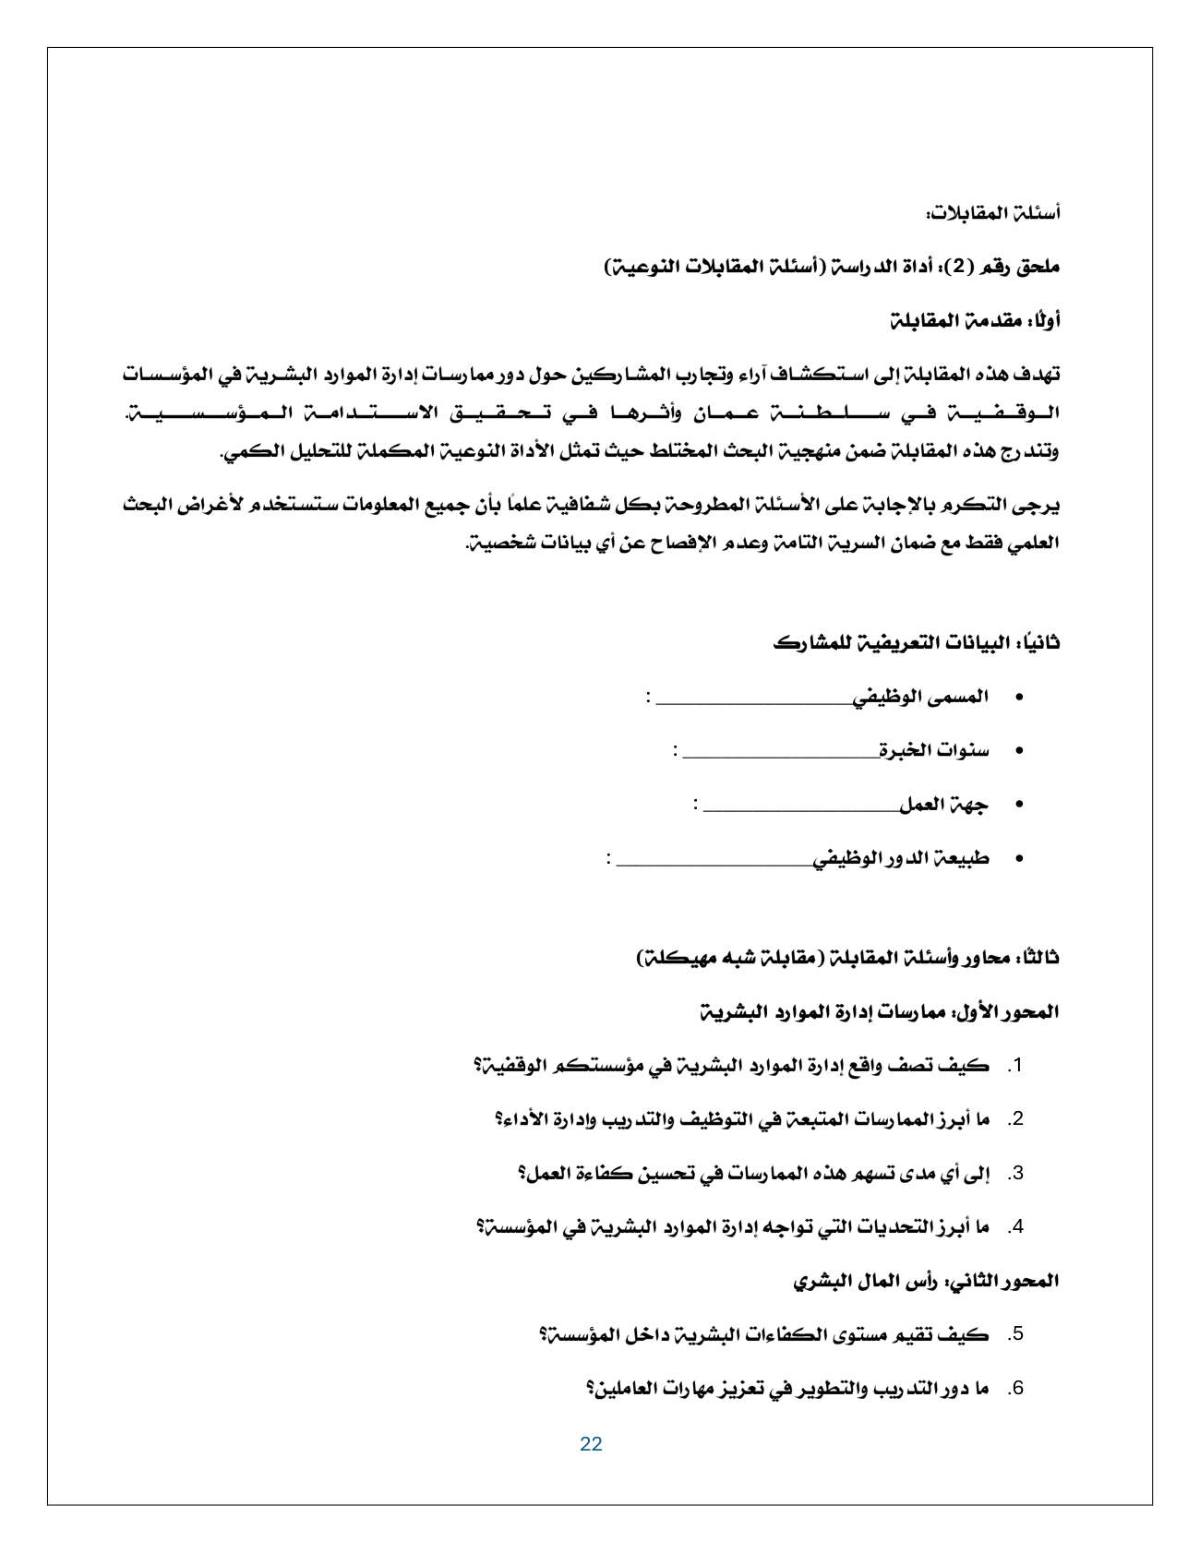 أسئلة المقابلات:
ملحق رقم (2): أداة الدراسة (أسئلة المقابلات النوعية)
أولًا: مقدمة المقابلة
تهدف هذه المقابلة إلى استكشاف آراء وتجارب المشاركين حول دور ممارسات إدارة الموارد البشرية في المؤسسات
الوقفية في سلطنة عمان وأثرها في تحقيق الاستدامة المؤسسية.
وتندرج هذه المقابلة ضمن منهجية البحث المختلط حيث تمثل الأداة النوعية المكملة للتحليل الكمي.
يرجى التكرم بالإجابة على الأسئلة المطروحة بكل شفافية علمًا بأن جميع المعلومات ستستخدم لأغراض البحث
العلمي فقط مع ضمان السرية التامة وعدم الإفصاح عن أي بيانات شخصية.
ثانيًا: البيانات التعريفية للمشارك
• المسمى الوظيفي__________________ :
• سنوات الخبرة__________________ :
• جهة العمل__________________ :
• طبيعة الدور الوظيفي__________________ :
ثالثًا: محاور وأسئلة المقابلة (مقابلة شبه مهيكلة)
المحور الأول: ممارسات إدارة الموارد البشرية
1. كيف تصف واقع إدارة الموارد البشرية في مؤسستكم الوقفية؟
2. ما أبرز الممارسات المتبعة في التوظيف والتدريب وإدارة الأداء؟
3. إلى أي مدى تسهم هذه الممارسات في تحسين كفاءة العمل؟
4. ما أبرز التحديات التي تواجه إدارة الموارد البشرية في المؤسسة؟
المحور الثاني: رأس المال البشري
5. كيف تقيم مستوى الكفاءات البشرية داخل المؤسسة؟
6. ما دور التدريب والتطوير في تعزيز مهارات العاملين؟
22